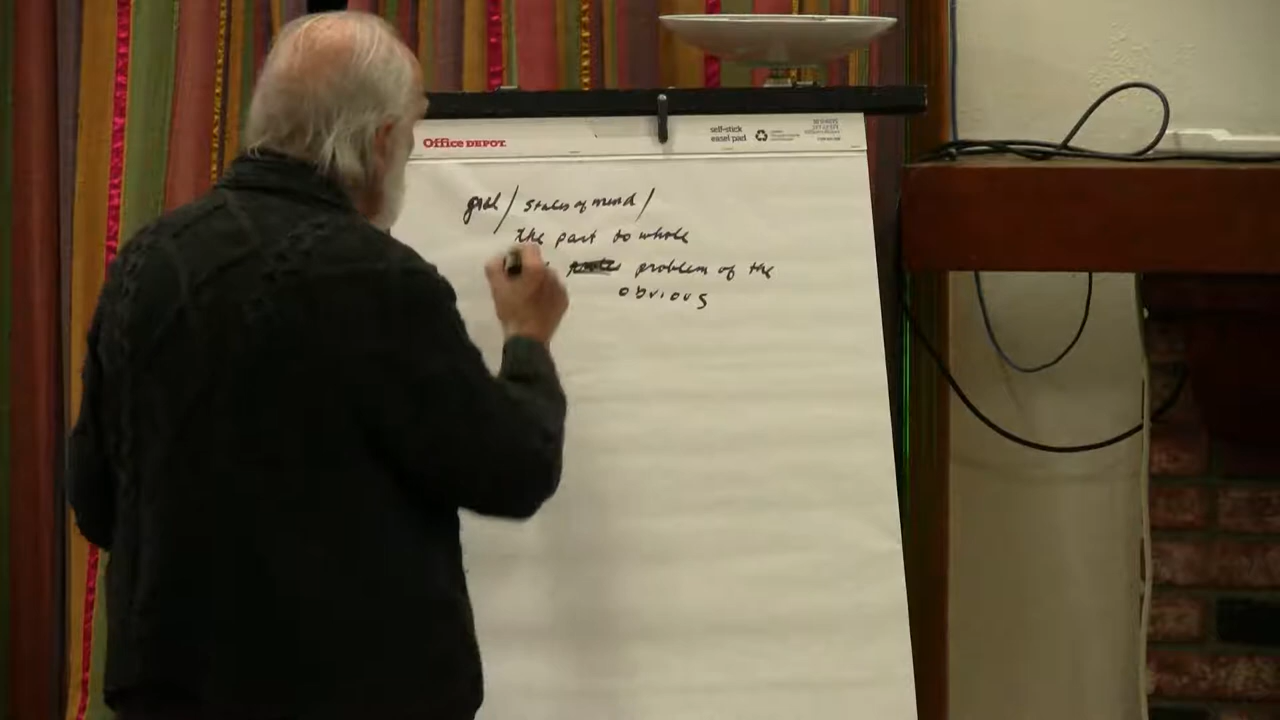 Office DEPOT.
self-stick
easel pad
goal / states of mind /
the part to whole
problem of the
obvious